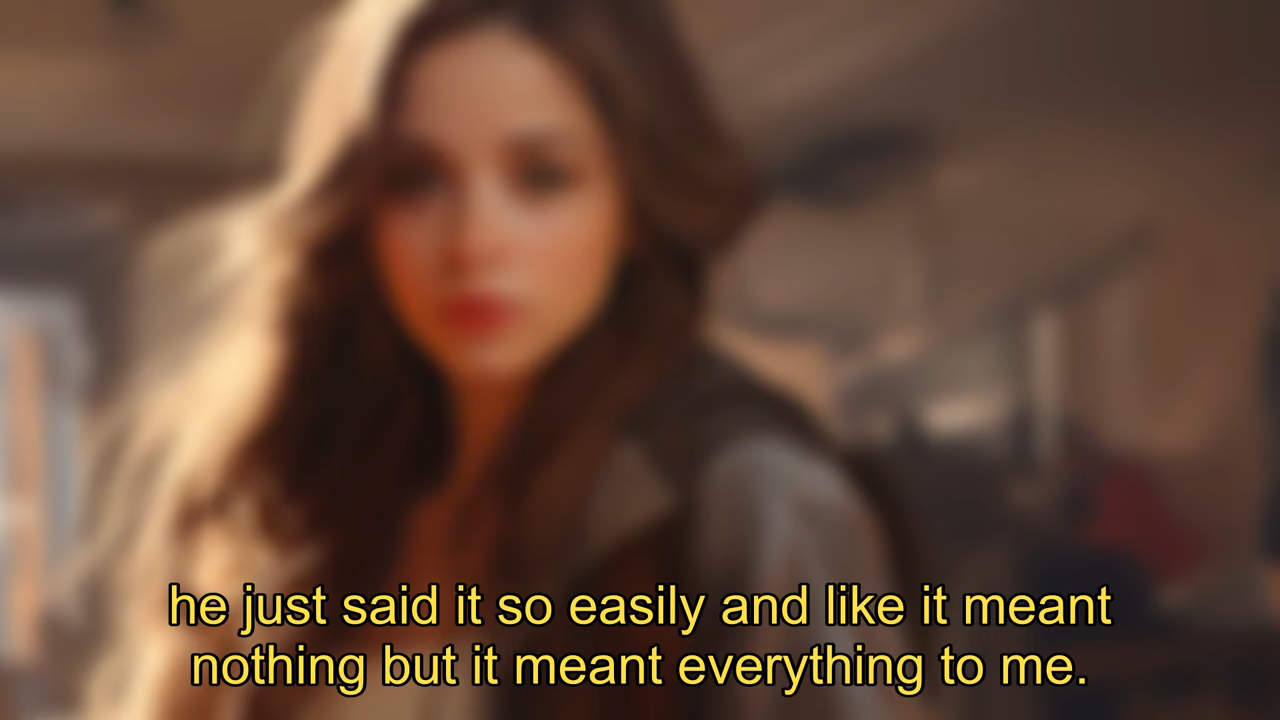 he just said it so easily and like it meant
nothing but it meant everything to me.